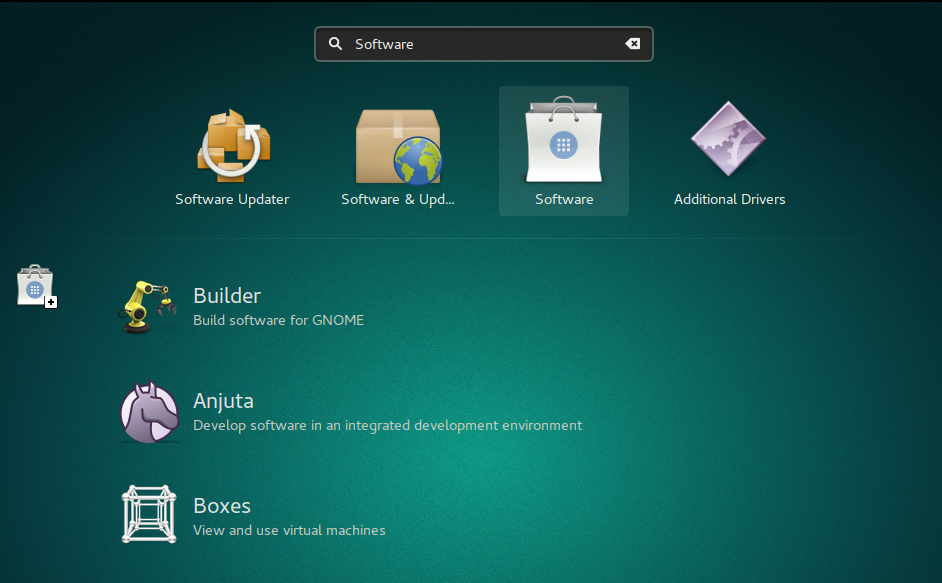 Software
Software Updater
Software & Upd...
Software
Additional Drivers
Builder
Build software for GNOME
Anjuta
Develop software in an integrated development environment
Boxes
View and use virtual machines